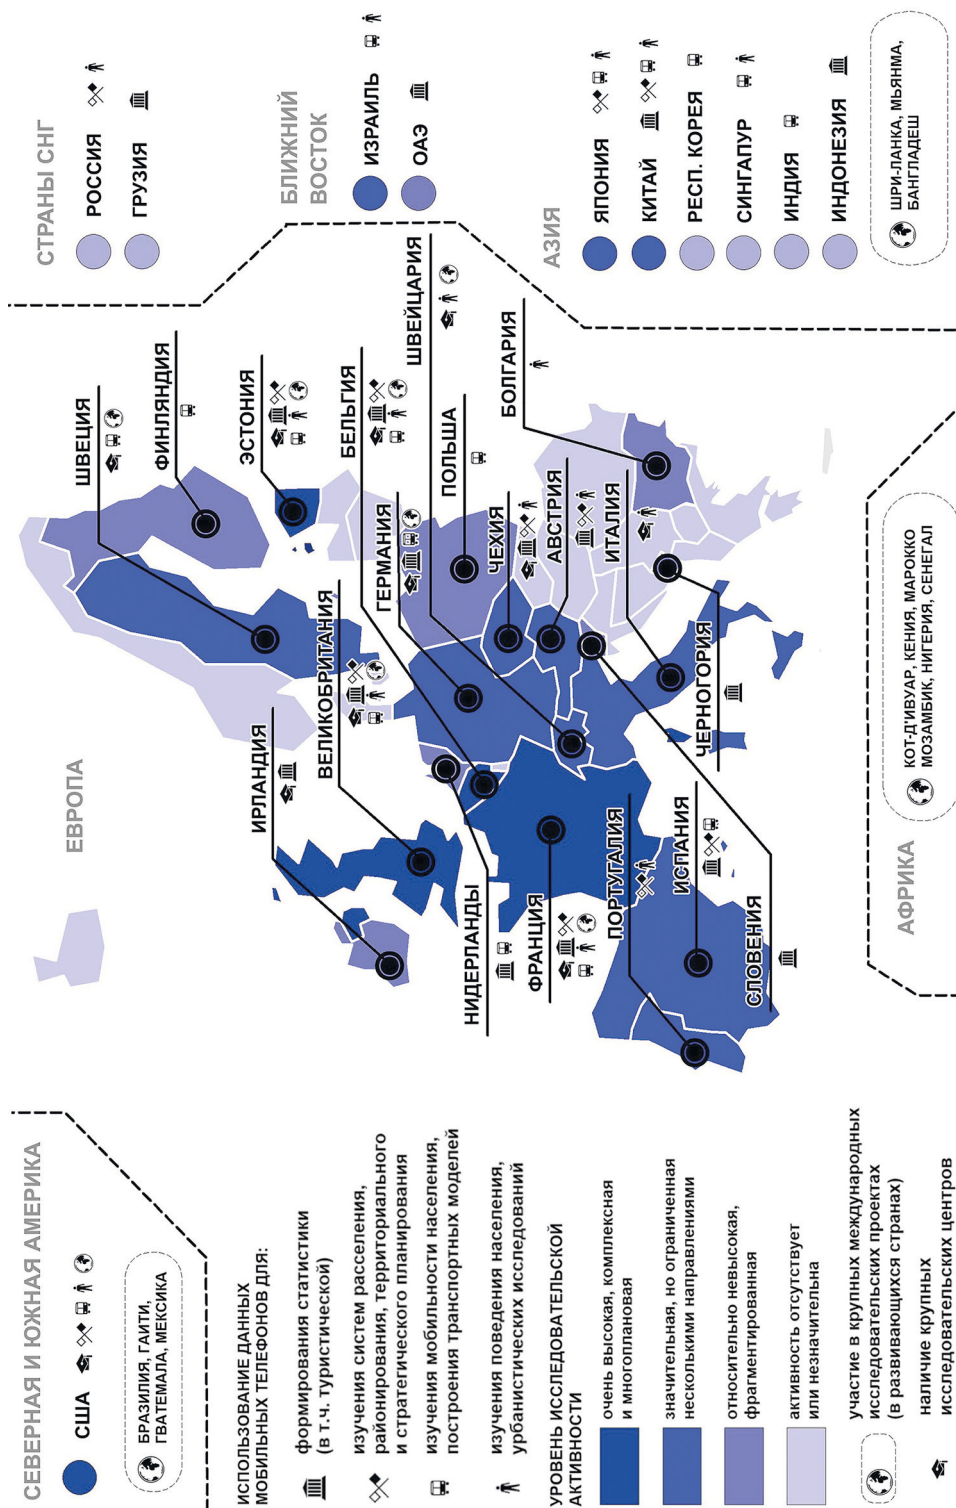 СЕВЕРНАЯ И ЮЖНАЯ АМЕРИКА
США
БРАЗИЛИЯ, ГАИТИ,
ГВАТЕМАЛА, МЕКСИКА
ЕВРОПА
ШВЕЦИЯ
ФИНЛЯНДИЯ
ЭСТОНИЯ
БЕЛЬГИЯ
ШВЕЙЦАРИЯ
ПОЛЬША
БОЛГАРИЯ
ИРЛАНДИЯ
ВЕЛИКОБРИТАНИЯ
ГЕРМАНИЯ
ЧЕХИЯ
АВСТРИЯ
ИТАЛИЯ
ЧЕРНОГОРИЯ
НИДЕРЛАНДЫ
ФРАНЦИЯ
ПОРТУГАЛИЯ
ИСПАНИЯ
СЛОВЕНИЯ
СТРАНЫ СНГ
РОССИЯ
ГРУЗИЯ
БЛИЖНИЙ
ВОСТОК
ИЗРАИЛЬ
ОАЭ
АЗИЯ
ЯПОНИЯ
КИТАЙ
РЕСП. КОРЕЯ
СИНГАПУР
ИНДИЯ
ИНДОНЕЗИЯ
ШРИ-ЛАНКА, МЬЯНМА,
БАНГЛАДЕШ
АФРИКА
КОТ-Д'ИВУАР, КЕНИЯ, МАРОККО
МОЗАМБИК, НИГЕРИЯ, СЕНЕГАЛ
ИСПОЛЬЗОВАНИЕ ДАННЫХ
МОБИЛЬНЫХ ТЕЛЕФОНОВ ДЛЯ:
формирования статистики
(в т.ч. туристической)
изучения систем расселения,
районирования, территориального
и стратегического планирования
изучения мобильности населения,
построения транспортных моделей
изучения поведения населения,
урбанистических исследований
УРОВЕНЬ ИССЛЕДОВАТЕЛЬСКОЙ
АКТИВНОСТИ
очень высокая, комплексная
и многоплановая
значительная, но ограниченная
несколькими направлениями
относительно невысокая,
фрагментированная
активность отсутствует
или незначительна
участие в крупных международных
исследовательских проектах
(в развивающихся странах)
наличие крупных
исследовательских центров